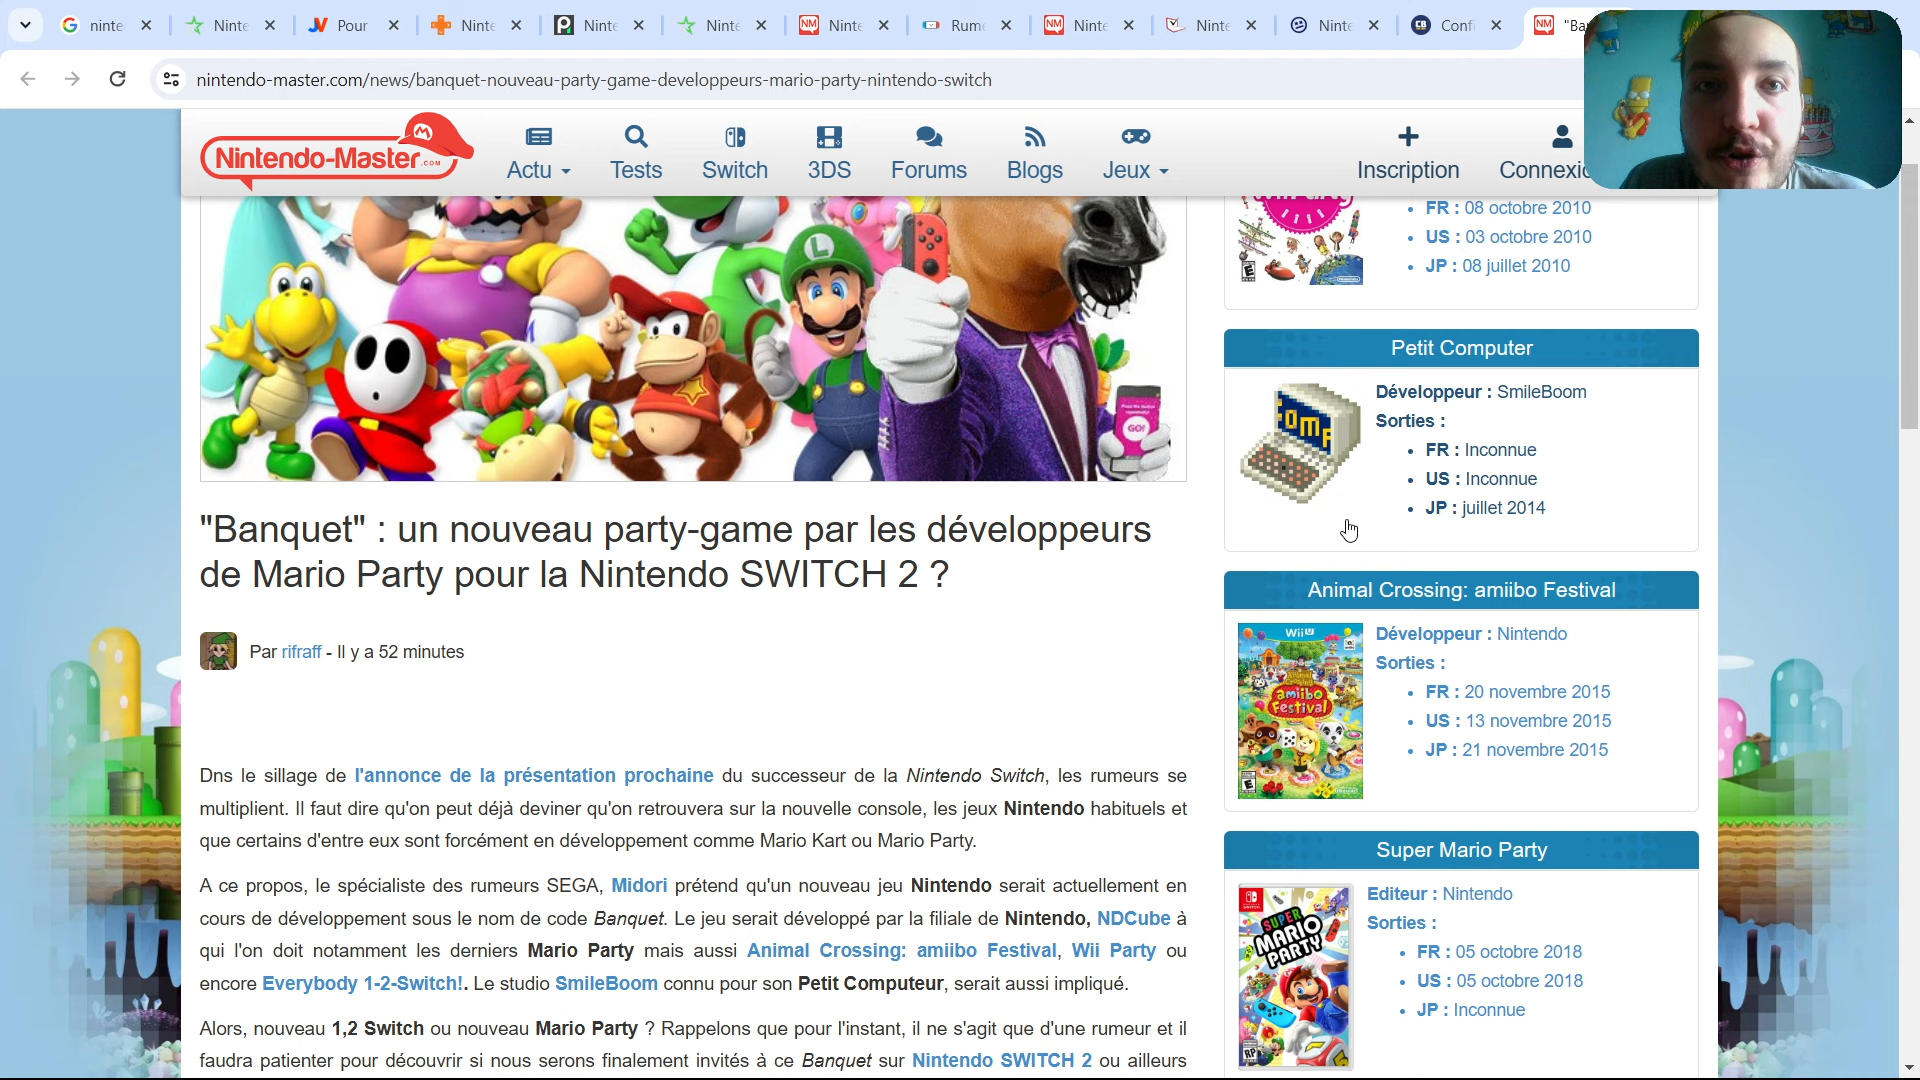 ninte
Ninte
Pour
Ninte
Ninte
Ninte
Ninte
Rume
Ninte
Ninte
Ninte
Confi
"Ba
nintendo-master.com/news/banquet-nouveau-party-game-developpeurs-mario-party-nintendo-switch
Nintendo-Master.COM
Actu
Tests
Switch
3DS
Forums
Blogs
Jeux
Inscription
Connexio
FR : 08 octobre 2010
US : 03 octobre 2010
JP : 08 juillet 2010
Petit Computer
Développeur : SmileBoom
Sorties :
FR : Inconnue
US : Inconnue
JP : juillet 2014
GO!
"Banquet" : un nouveau party-game par les développeurs
de Mario Party pour la Nintendo SWITCH 2 ?
Par rifraff - Il y a 52 minutes
Animal Crossing: amiibo Festival
WiiU
Animal Crossing
amiibo
Festival
Développeur : Nintendo
Sorties :
FR : 20 novembre 2015
US : 13 novembre 2015
JP : 21 novembre 2015
Dns le sillage de l'annonce de la présentation prochaine du successeur de la Nintendo Switch, les rumeurs se
multiplient. Il faut dire qu'on peut déjà deviner qu'on retrouvera sur la nouvelle console, les jeux Nintendo habituels et
que certains d'entre eux sont forcément en développement comme Mario Kart ou Mario Party.
A ce propos, le spécialiste des rumeurs SEGA, Midori prétend qu'un nouveau jeu Nintendo serait actuellement en
cours de développement sous le nom de code Banquet. Le jeu serait développé par la filiale de Nintendo, NDCube à
qui l'on doit notamment les derniers Mario Party mais aussi Animal Crossing: amiibo Festival, Wii Party ou
encore Everybody 1-2-Switch!. Le studio SmileBoom connu pour son Petit Computeur, serait aussi impliqué.
Alors, nouveau 1,2 Switch ou nouveau Mario Party ? Rappelons que pour l'instant, il ne s'agit que d'une rumeur et il
faudra patienter pour découvrir si nous serons finalement invités à ce Banquet sur Nintendo SWITCH 2 ou ailleurs
Super Mario Party
SUPER
MARIO
PARTY
Editeur : Nintendo
Sorties :
FR : 05 octobre 2018
US : 05 octobre 2018
JP : Inconnue